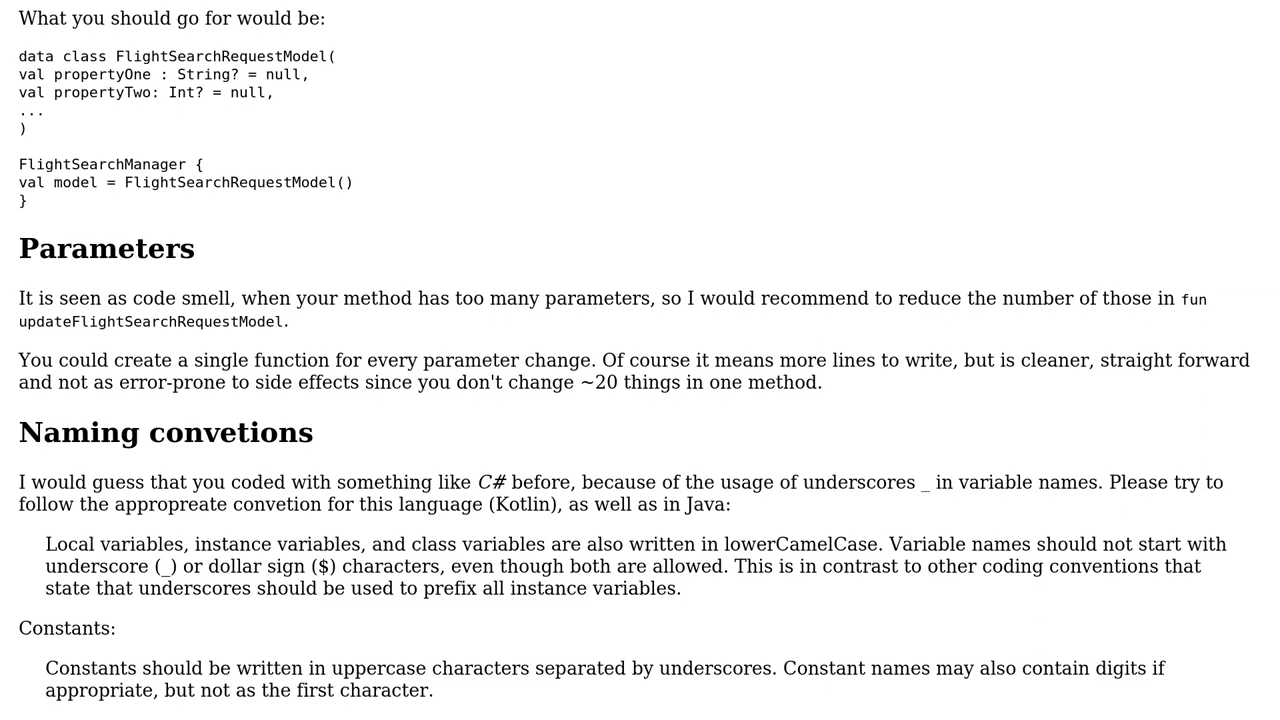 What you should go for would be:
data class FlightSearchRequestModel(
val propertyOne : String? = null,
val propertyTwo: Int? = null,
...
)
FlightSearchManager {
val model = FlightSearchRequestModel()
}
Parameters
It is seen as code smell, when your method has too many parameters, so I would recommend to reduce the number of those in fun
updateFlightSearchRequestModel.
You could create a single function for every parameter change. Of course it means more lines to write, but is cleaner, straight forward
and not as error-prone to side effects since you don't change ~20 things in one method.
Naming convetions
I would guess that you coded with something like C# before, because of the usage of underscores _ in variable names. Please try to
follow the appropreate convetion for this language (Kotlin), as well as in Java:
Local variables, instance variables, and class variables are also written in lowerCamelCase. Variable names should not start with
underscore (_) or dollar sign ($) characters, even though both are allowed. This is in contrast to other coding conventions that
state that underscores should be used to prefix all instance variables.
Constants:
Constants should be written in uppercase characters separated by underscores. Constant names may also contain digits if
appropriate, but not as the first character.